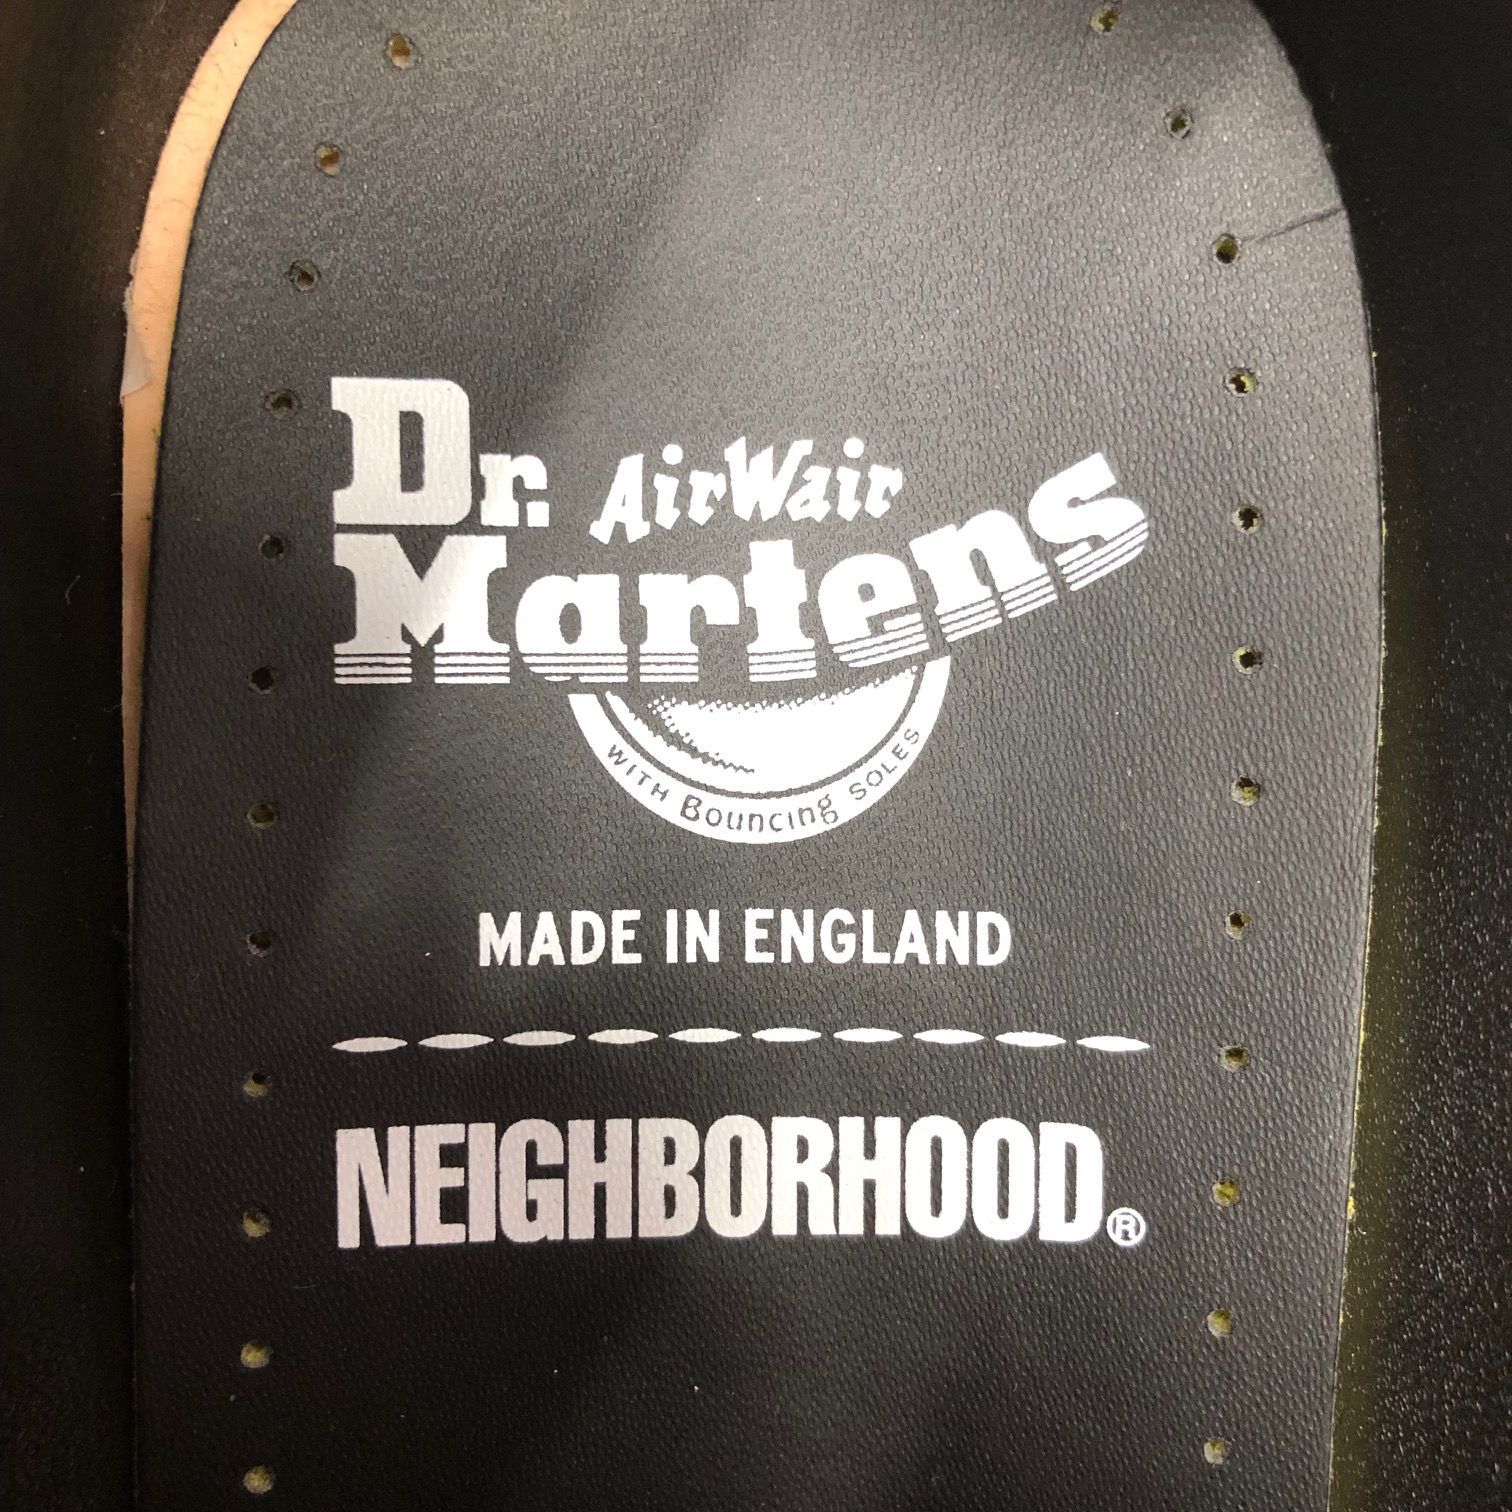 Dr.
AirWair
Martens
WITH Bouncing SOLES
MADE IN ENGLAND
NEIGHBORHOOD®